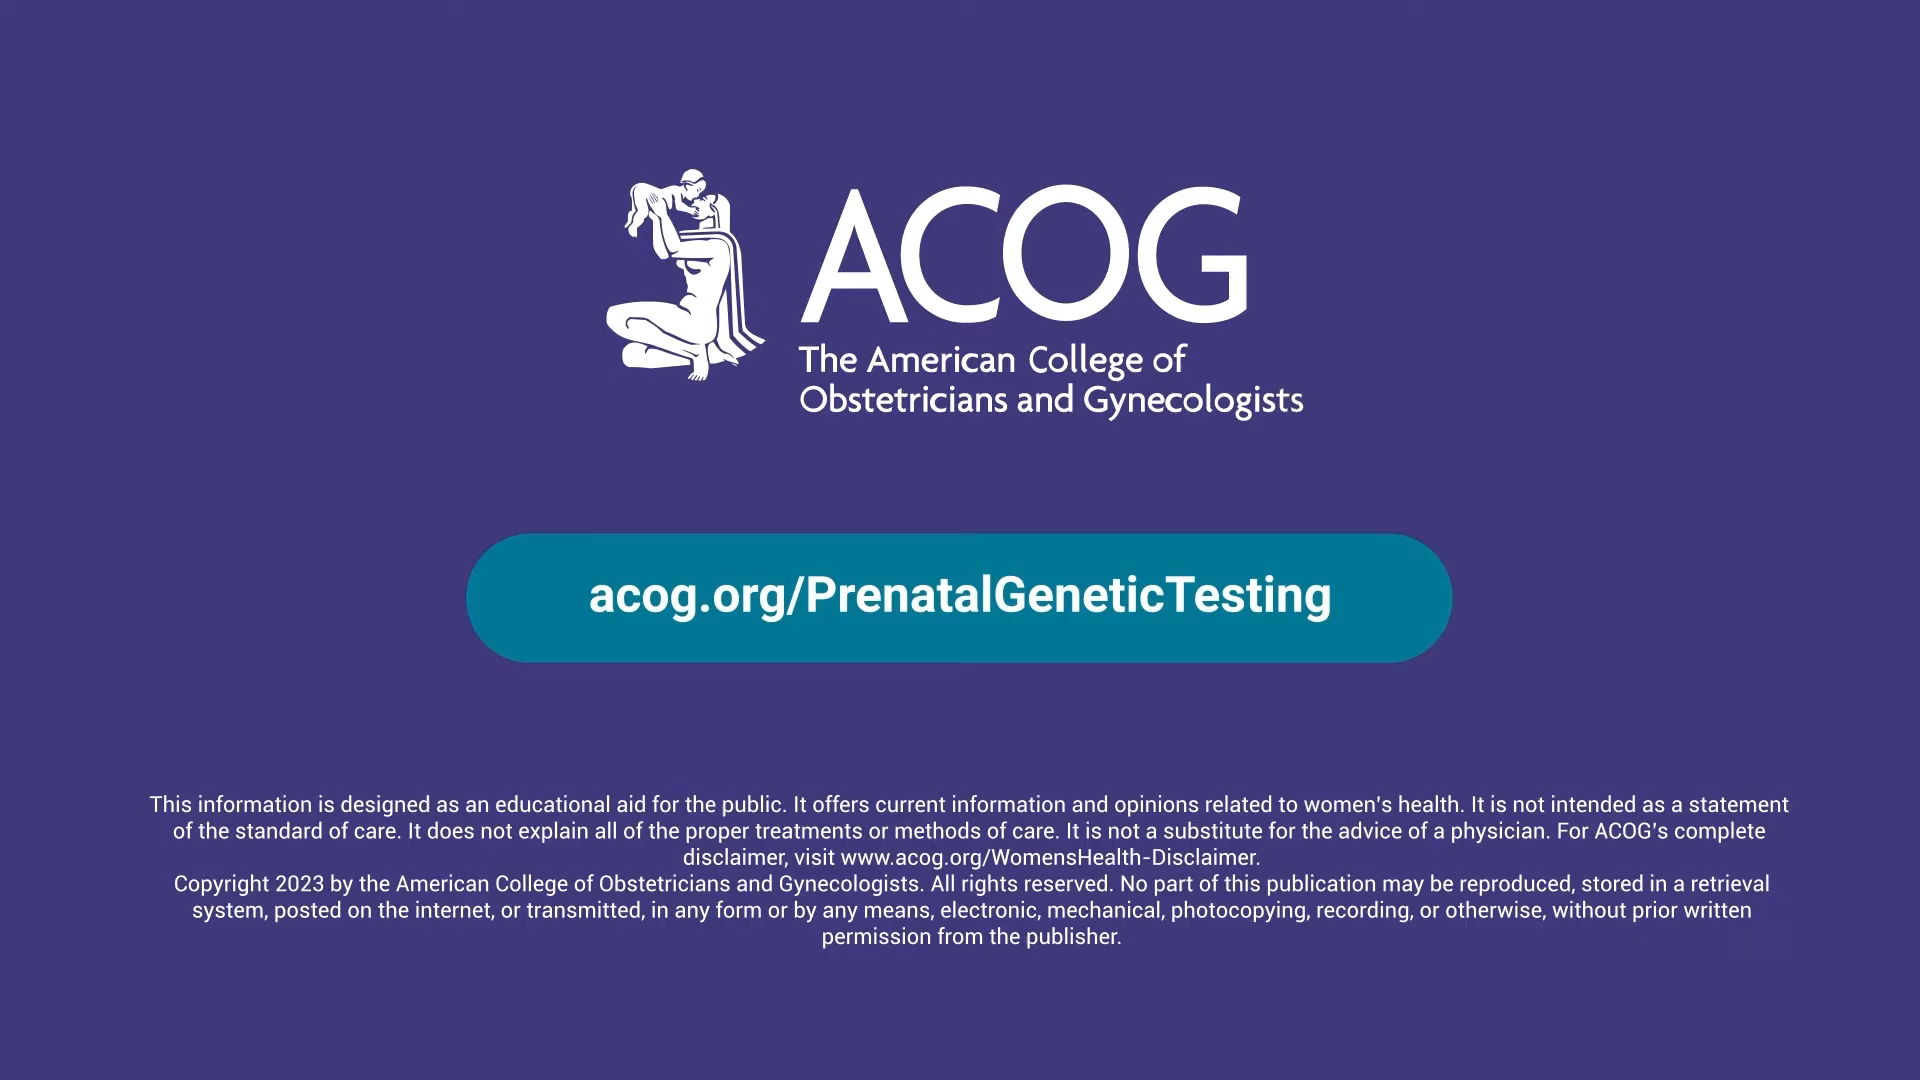 ACOG
The American College of
Obstetricians and Gynecologists
acog.org/PrenatalGeneticTesting
This information is designed as an educational aid for the public. It offers current information and opinions related to women's health. It is not intended as a statement
of the standard of care. It does not explain all of the proper treatments or methods of care. It is not a substitute for the advice of a physician. For ACOG's complete
disclaimer, visit www.acog.org/WomensHealth-Disclaimer.
Copyright 2023 by the American College of Obstetricians and Gynecologists. All rights reserved. No part of this publication may be reproduced, stored in a retrieval
system, posted on the internet, or transmitted, in any form or by any means, electronic, mechanical, photocopying, recording, or otherwise, without prior written
permission from the publisher.